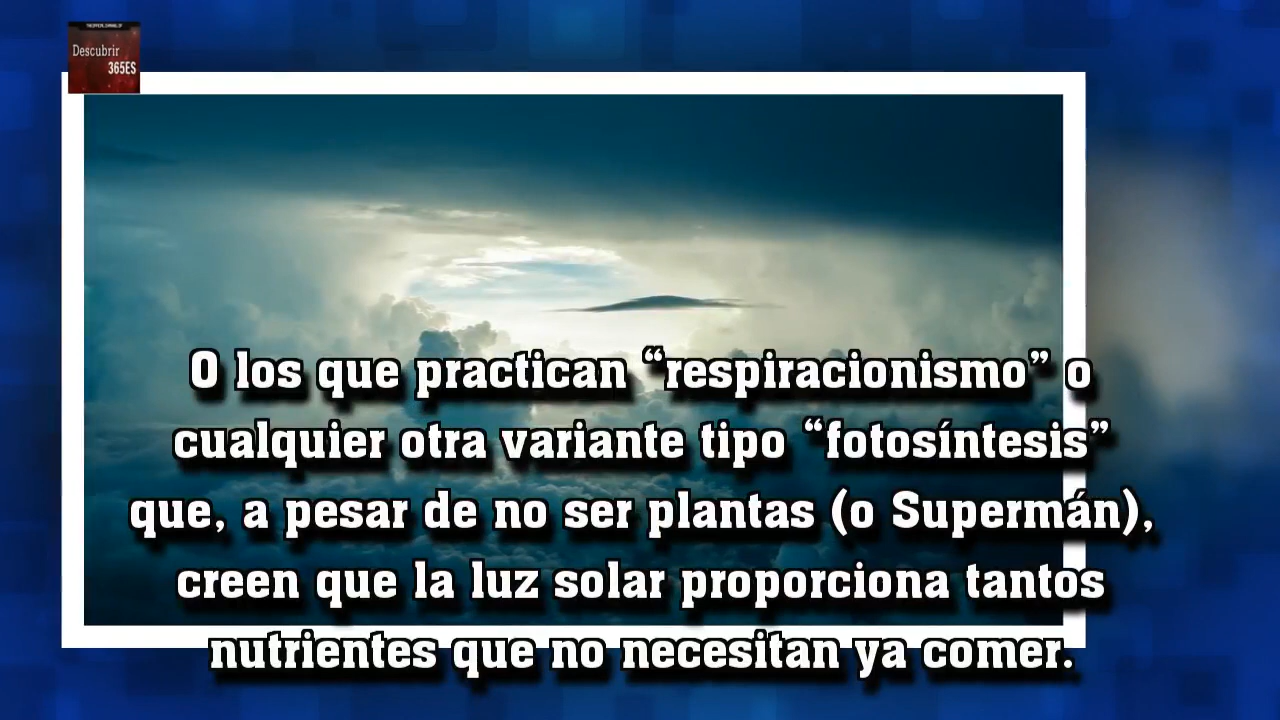 Descubrir
365ES
O los que practican “respiracionismo” o
cualquier otra variante tipo “fotosíntesis”
que, a pesar de no ser plantas (o Supermán),
creen que la luz solar proporciona tantos
nutrientes que no necesitan ya comer.